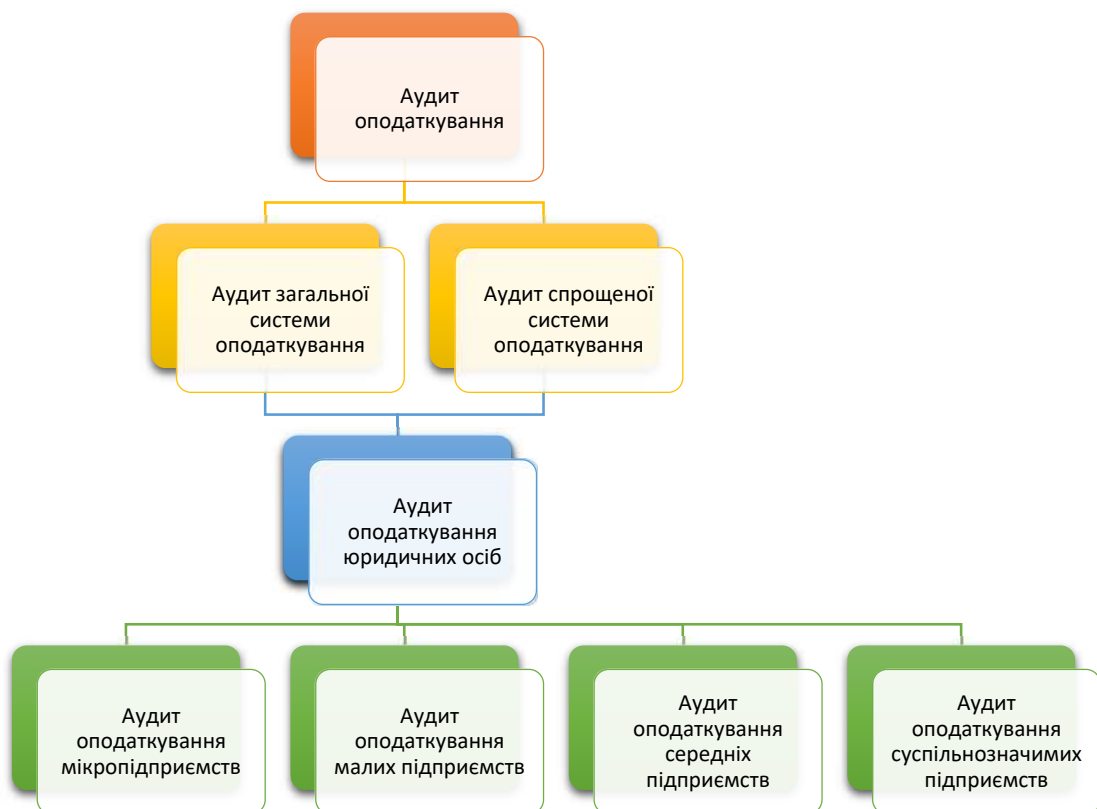 Аудит
оподаткування
Аудит загальної
системи
оподаткування
Аудит спрощеної
системи
оподаткування
Аудит
оподаткування
юридичних осіб
Аудит
оподаткування
мікропідприємств
Аудит
оподаткування
малих підприємств
Аудит
оподаткування
середніх
підприємств
Аудит
оподаткування
суспільнозначимих
підприємств